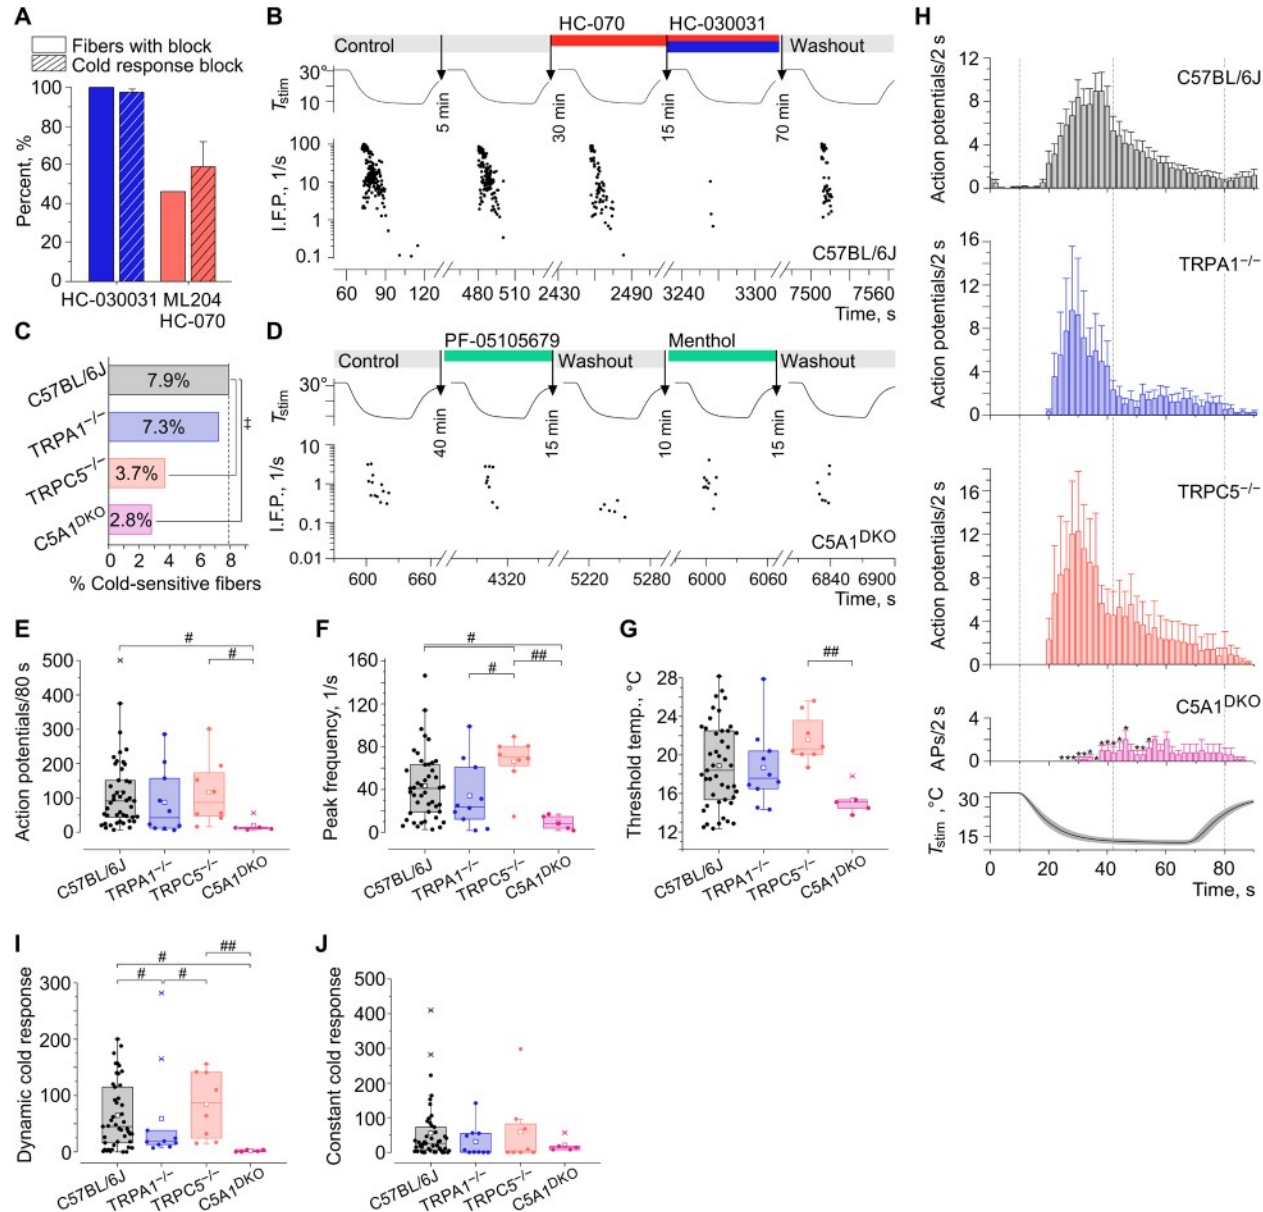 A
Fibers with block
Cold response block
Percent, %
100
80
60
40
20
0
HC-030031 ML204
HC-070
B
HC-070 HC-030031
Control Washout
Tstim
30°
10
5 min
30 min
15 min
70 min
I.F.P., 1/s
100
10
1
0.1
C57BL/6J
60 90 120 480 510 2430 2490 3240 3300 7500 7560
Time, s
C
C57BL/6J
7.9%
‡
TRPA1−/−
7.3%
TRPC5−/−
3.7%
C5A1DKO
2.8%
0 2 4 6 8 10
% Cold-sensitive fibers
D
PF-05105679 Menthol
Control Washout Washout
Tstim
30°
10
40 min
15 min
10 min
15 min
I.F.P., 1/s
10
1
0.1
0.01
C5A1DKO
600 660 4320 5220 5280 6000 6060 6840 6900
Time, s
E
#
#
Action potentials/80 s
500
400
300
200
100
0
C57BL/6J TRPA1−/− TRPC5−/− C5A1DKO
F
#
##
#
Peak frequency, 1/s
160
120
80
40
0
C57BL/6J TRPA1−/− TRPC5−/− C5A1DKO
G
##
Threshold temp., °C
28
24
20
16
12
C57BL/6J TRPA1−/− TRPC5−/− C5A1DKO
H
C57BL/6J
Action potentials/2 s
12
8
4
0
TRPA1−/−
Action potentials/2 s
16
12
8
4
0
TRPC5−/−
Action potentials/2 s
16
12
8
4
0
C5A1DKO
APs/2 s
4
2
0
Tstim, °C
30
15
0 20 40 60 80
Time, s
I
##
#
# #
Dynamic cold response
300
200
100
0
C57BL/6J TRPA1−/− TRPC5−/− C5A1DKO
J
Constant cold response
500
400
300
200
100
0
C57BL/6J TRPA1−/− TRPC5−/− C5A1DKO